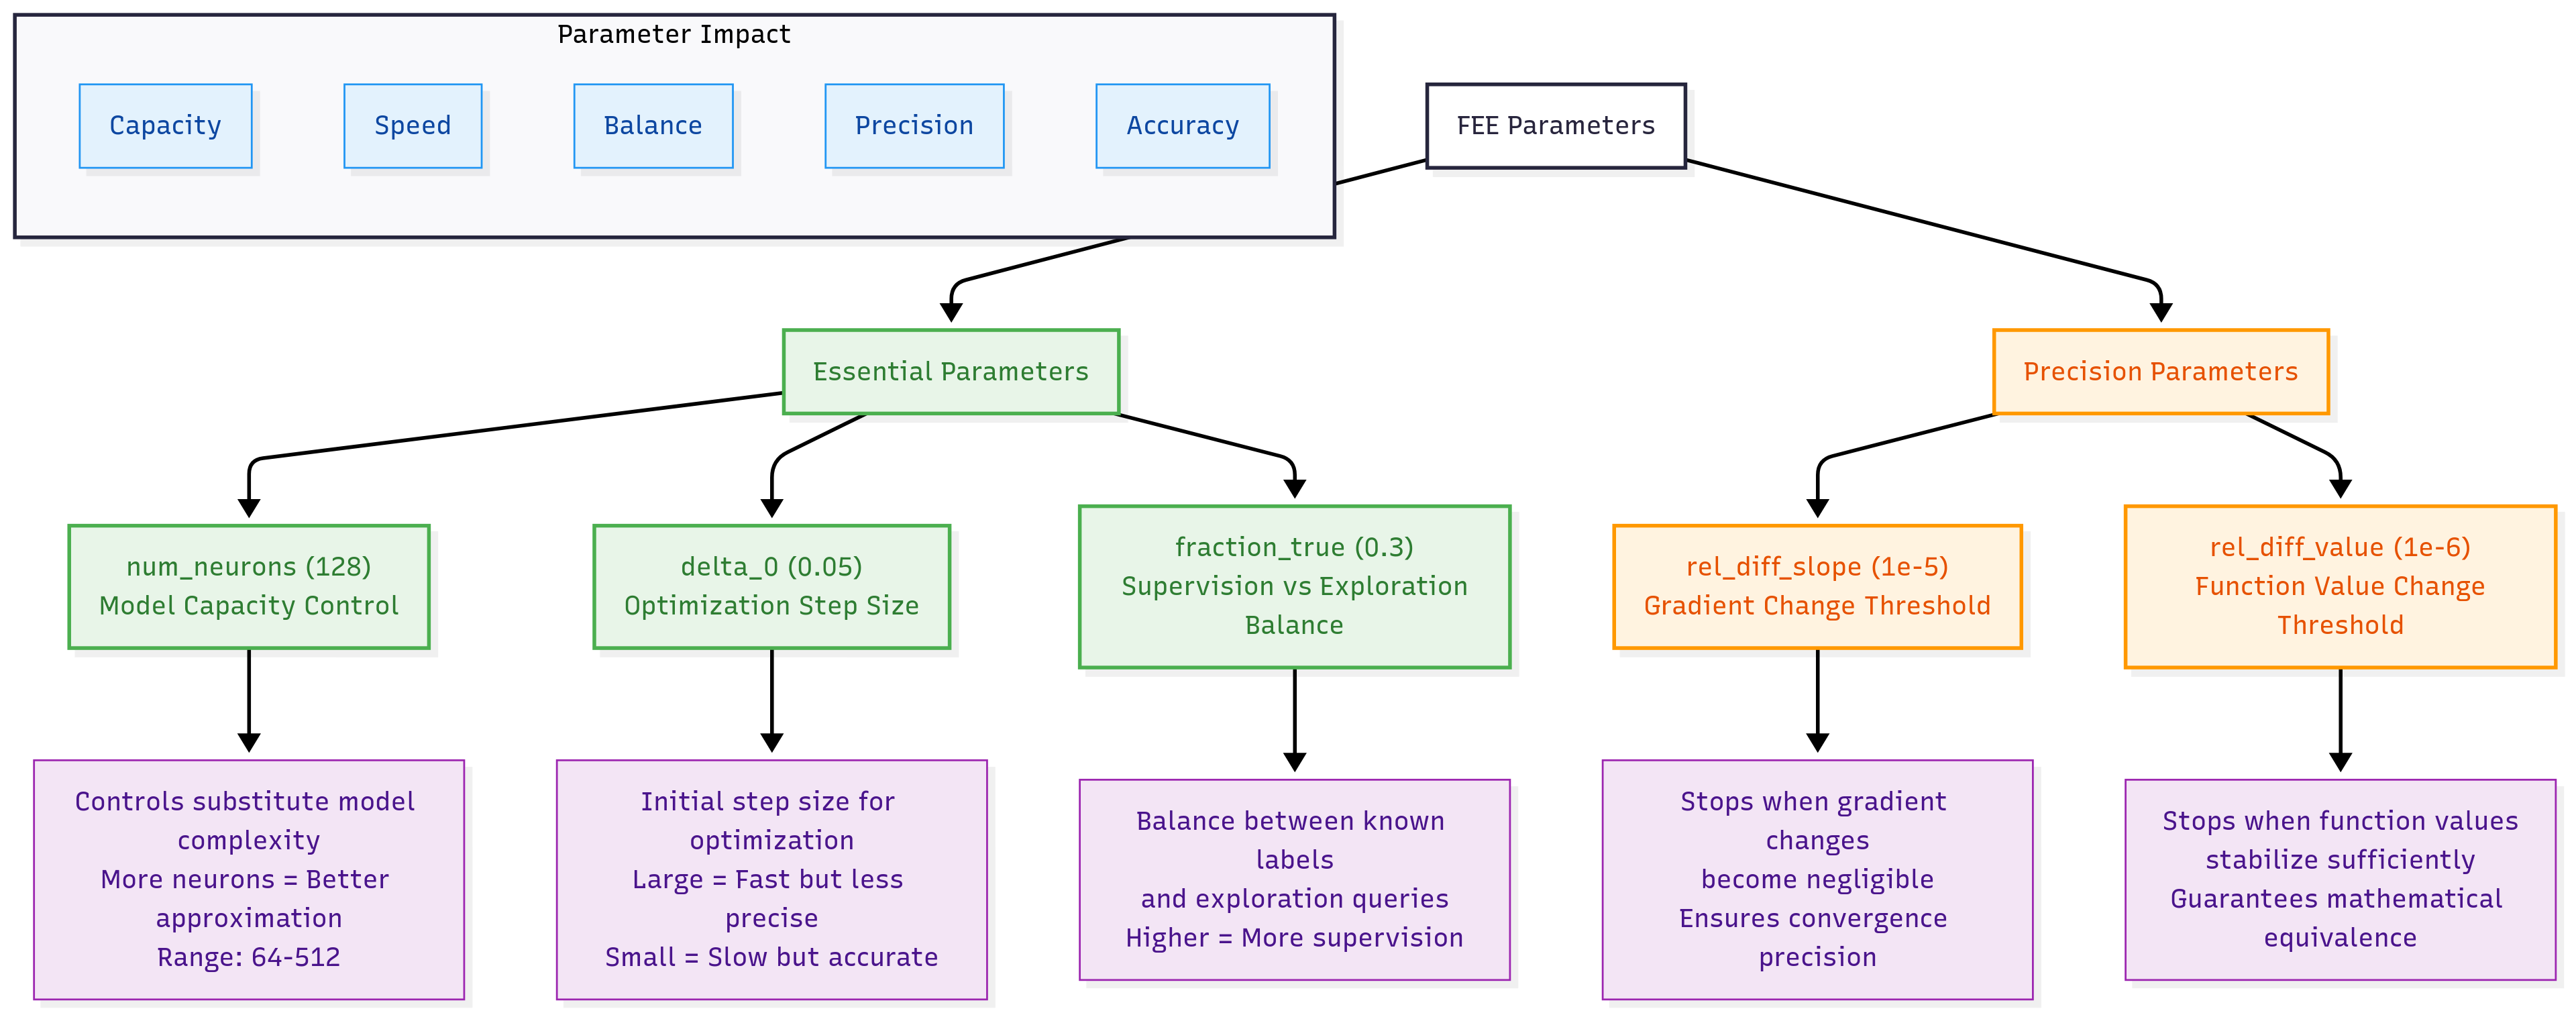 Parameter Impact
Capacity
Speed
Balance
Precision
Accuracy
FEE Parameters
Essential Parameters
Precision Parameters
num_neurons (128)
Model Capacity Control
delta_0 (0.05)
Optimization Step Size
fraction_true (0.3)
Supervision vs Exploration
Balance
rel_diff_slope (1e-5)
Gradient Change Threshold
rel_diff_value (1e-6)
Function Value Change
Threshold
Controls substitute model
complexity
More neurons = Better
approximation
Range: 64-512
Initial step size for
optimization
Large = Fast but less
precise
Small = Slow but accurate
Balance between known
labels
and exploration queries
Higher = More supervision
Stops when gradient
changes
become negligible
Ensures convergence
precision
Stops when function values
stabilize sufficiently
Guarantees mathematical
equivalence